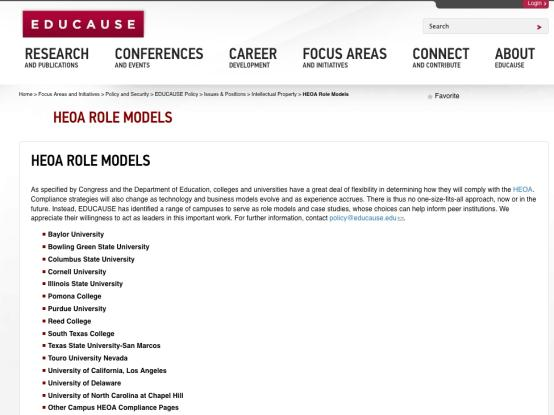 Login >
EDUCAUSE
Search
RESEARCH
AND PUBLICATIONS
CONFERENCES
AND EVENTS
CAREER
DEVELOPMENT
FOCUS AREAS
AND INITIATIVES
CONNECT
AND CONTRIBUTE
ABOUT
EDUCAUSE
Home > Focus Areas and Initiatives > Policy and Security > EDUCAUSE Policy > Issues & Positions > Intellectual Property > HEOA Role Models
Favorite
HEOA ROLE MODELS
HEOA ROLE MODELS
As specified by Congress and the Department of Education, colleges and universities have a great deal of flexibility in determining how they will comply with the HEOA.
Compliance strategies will also change as technology and business models evolve and as experience accrues. There is thus no one-size-fits-all approach, now or in the
future. Instead, EDUCAUSE has identified a range of campuses to serve as role models and case studies, whose choices can help inform peer institutions. We
appreciate their willingness to act as leaders in this important work. For further information, contact policy@educause.edu.
Baylor University
Bowling Green State University
Columbus State University
Cornell University
Illinois State University
Pomona College
Purdue University
Reed College
South Texas College
Texas State University-San Marcos
Touro University Nevada
University of California, Los Angeles
University of Delaware
University of North Carolina at Chapel Hill
Other Campus HEOA Compliance Pages